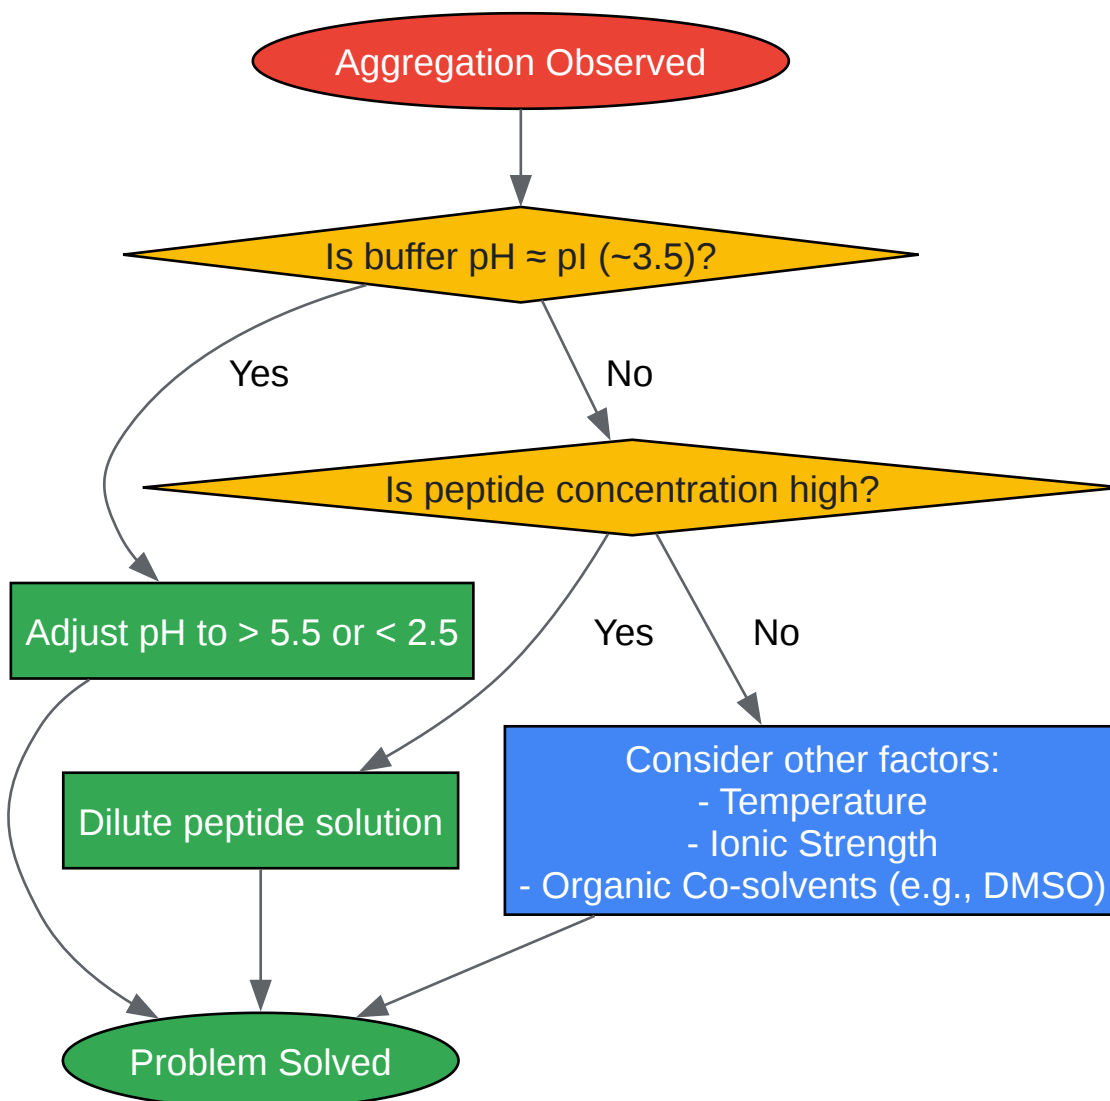 Aggregation Observed
Is buffer pH ≈ pI (~3.5)?
Yes
No
Is peptide concentration high?
Adjust pH to > 5.5 or < 2.5
Yes
No
Dilute peptide solution
Consider other factors:
- Temperature
- Ionic Strength
- Organic Co-solvents (e.g., DMSO)
Problem Solved